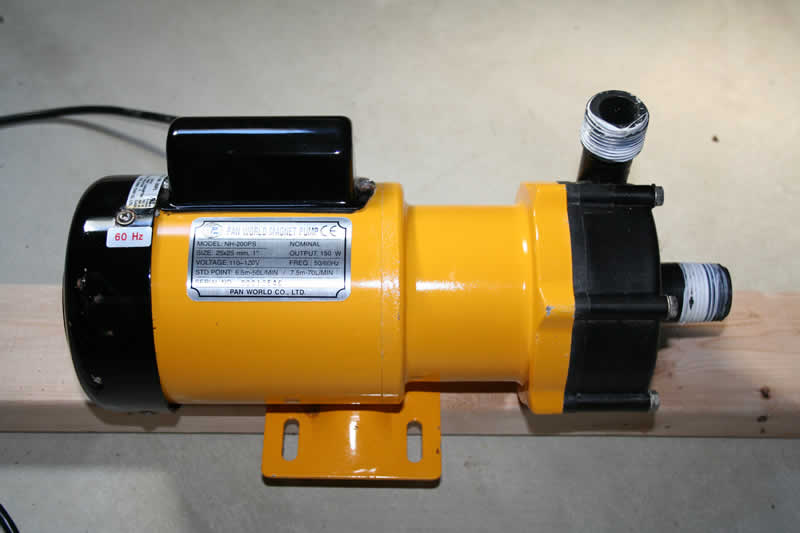 60 Hz
PAN WORLD MAGNET PUMP CE
MODEL: NH-200PS NOMINAL
SIZE: 25x25 mm, 1" OUTPUT: 150 W
VOLTAGE: 110~120V FREQ.: 50/60Hz
STD POINT: 6.5m-50L/MIN / 7.5m-70L/MIN
SERIAL NO.
PAN WORLD CO., LTD.